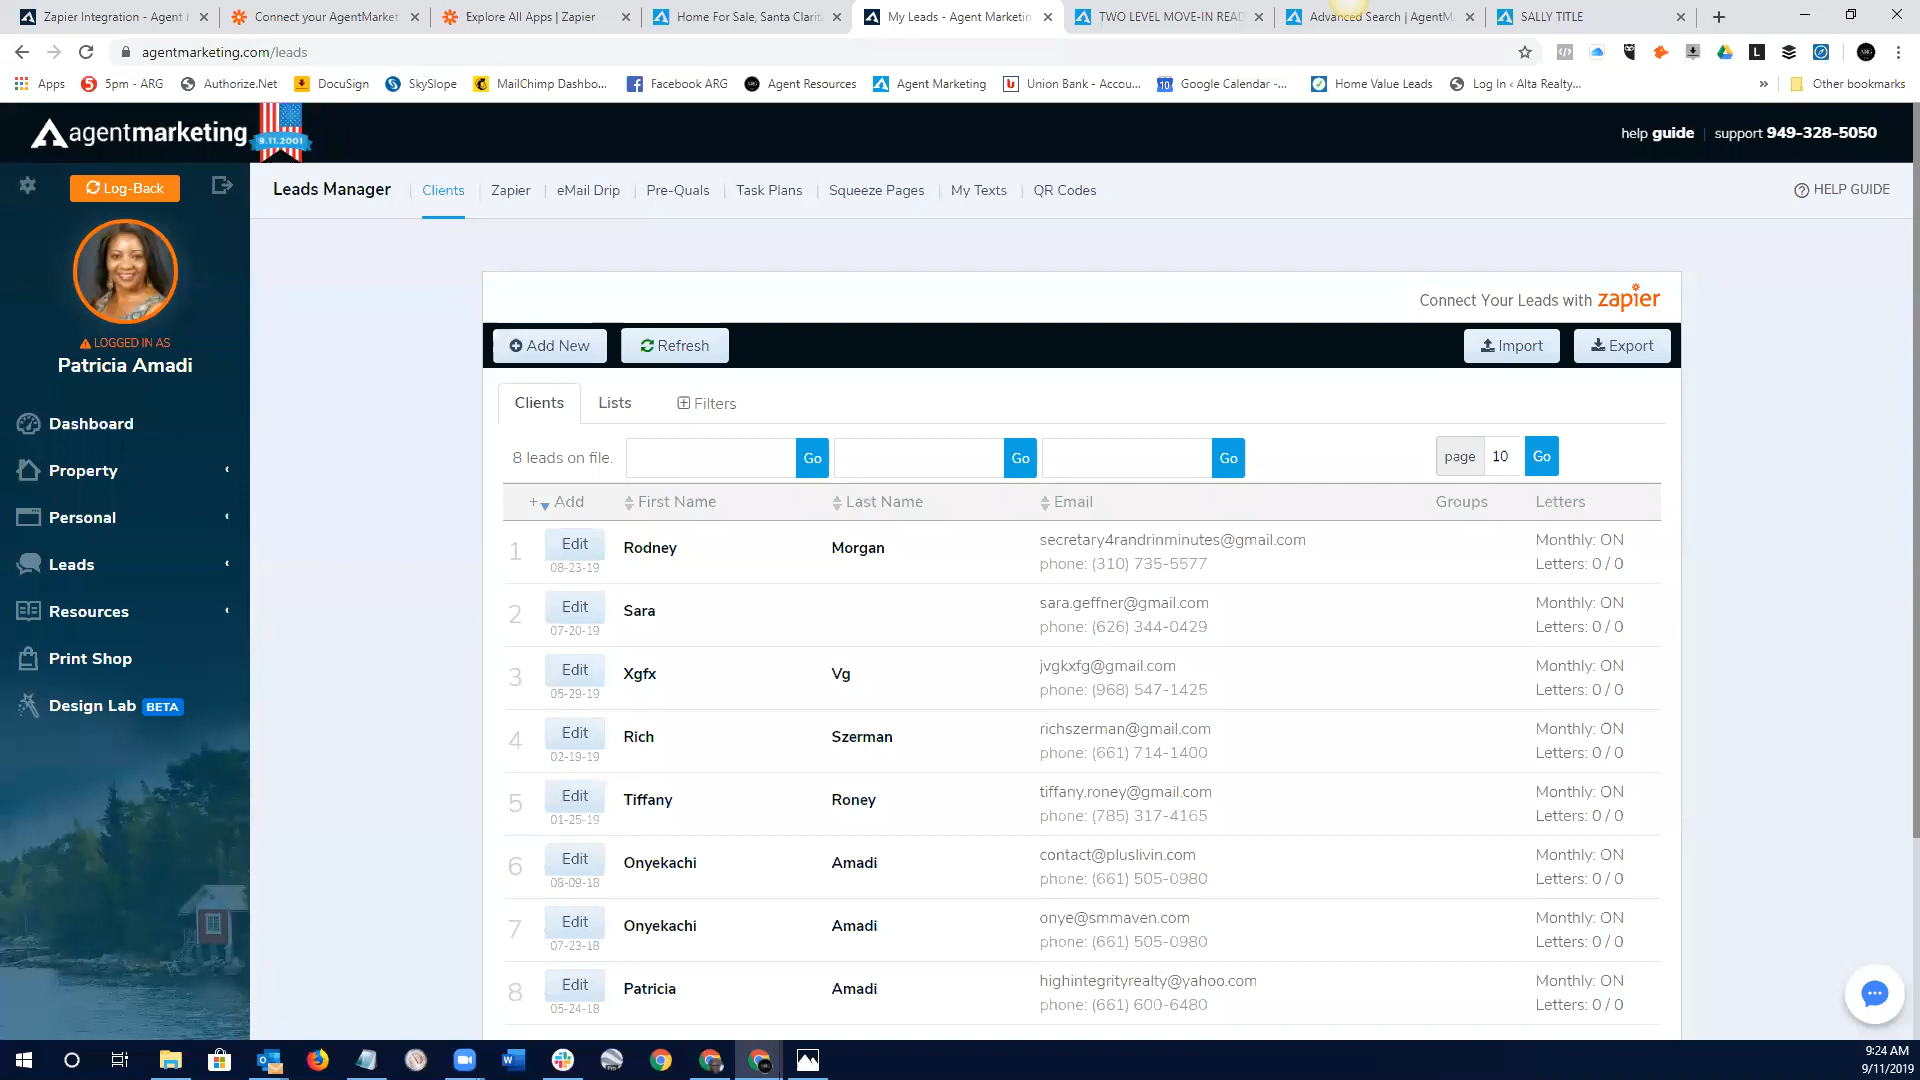 Zapier Integration - Agent
Connect your AgentMarket
Explore All Apps | Zapier
Home For Sale, Santa Clarit
My Leads - Agent Marketin
TWO LEVEL MOVE-IN READ
Advanced Search | AgentM
SALLY TITLE
agentmarketing.com/leads
Apps
5pm - ARG
Authorize.Net
DocuSign
SkySlope
MailChimp Dashbo...
Facebook ARG
Agent Resources
Agent Marketing
Union Bank - Accou...
Google Calendar -...
Home Value Leads
Log In ‹ Alta Realty...
»
Other bookmarks
agentmarketing
9.11.2001
help guide | support 949-328-5050
Log-Back
LOGGED IN AS
Patricia Amadi
Dashboard
Property
Personal
Leads
Resources
Print Shop
Design Lab BETA
Leads Manager | Clients | Zapier | eMail Drip | Pre-Quals | Task Plans | Squeeze Pages | My Texts | QR Codes
HELP GUIDE
Connect Your Leads with zapier
Add New
Refresh
Import
Export
Clients
Lists
Filters
8 leads on file.
Go
Go
Go
page 10 Go
+ Add First Name Last Name Email Groups Letters
1 Edit Rodney Morgan secretary4randrinminutes@gmail.com Monthly: ON
08-23-19 phone: (310) 735-5577 Letters: 0 / 0
2 Edit Sara sara.geffner@gmail.com Monthly: ON
07-20-19 phone: (626) 344-0429 Letters: 0 / 0
3 Edit Xgfx Vg jvgkxfg@gmail.com Monthly: ON
05-29-19 phone: (968) 547-1425 Letters: 0 / 0
4 Edit Rich Szerman richszerman@gmail.com Monthly: ON
02-19-19 phone: (661) 714-1400 Letters: 0 / 0
5 Edit Tiffany Roney tiffany.roney@gmail.com Monthly: ON
01-25-19 phone: (785) 317-4165 Letters: 0 / 0
6 Edit Onyekachi Amadi contact@pluslivin.com Monthly: ON
08-09-18 phone: (661) 505-0980 Letters: 0 / 0
7 Edit Onyekachi Amadi onye@smmaven.com Monthly: ON
07-23-18 phone: (661) 505-0980 Letters: 0 / 0
8 Edit Patricia Amadi highintegrityrealty@yahoo.com Monthly: ON
05-24-18 phone: (661) 600-6480 Letters: 0 / 0
9:24 AM
9/11/2019